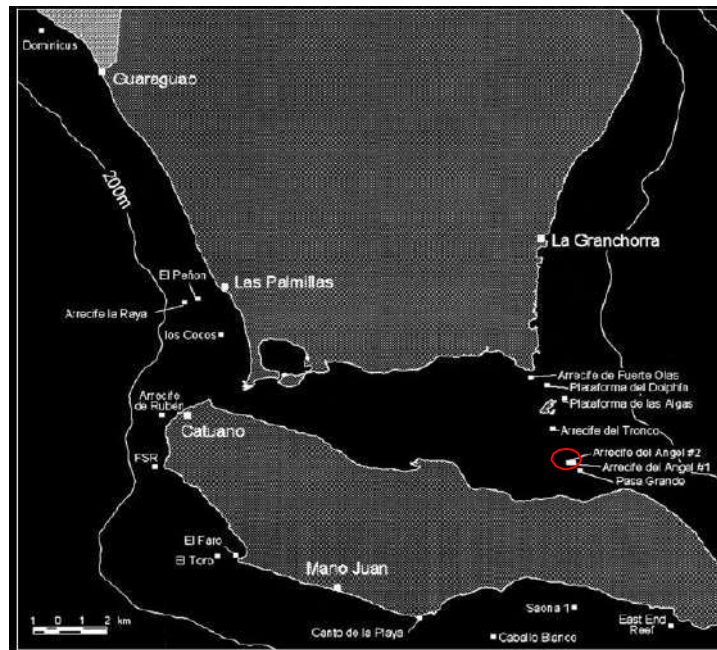 Dominicus
Guaraguao
200m
La Granchorra
El Peñon
Las Palmillas
Arrecife la Raya
los Cocos
Arrecife de Fuerte Olas
Plataforma del Dolphin
Plataforma de las Algas
Arrecife
de Rubén
Catuano
Arrecife del Tronco
Arrecife del Angel #2
Arrecife del Angel #1
Pasa Grande
FSR
El Faro
El Toro
Mano Juan
Saona 1
East End
Reef
Canto de la Playa
Caballo Blanco
1 0 1 2 km